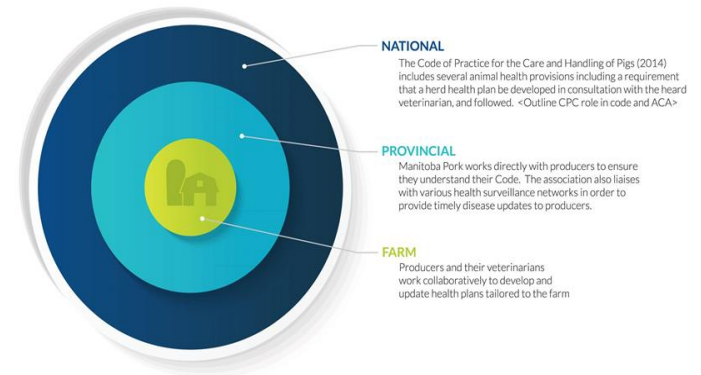 NATIONAL
The Code of Practice for the Care and Handling of Pigs (2014)
includes several animal health provisions including a requirement
that a herd health plan be developed in consultation with the heard
veterinarian, and followed. <Outline CPC role in code and ACA>
PROVINCIAL
Manitoba Pork works directly with producers to ensure
they understand their Code. The association also liaises
with various health surveillance networks in order to
provide timely disease updates to producers.
FARM
Producers and their veterinarians
work collaboratively to develop and
update health plans tailored to the farm